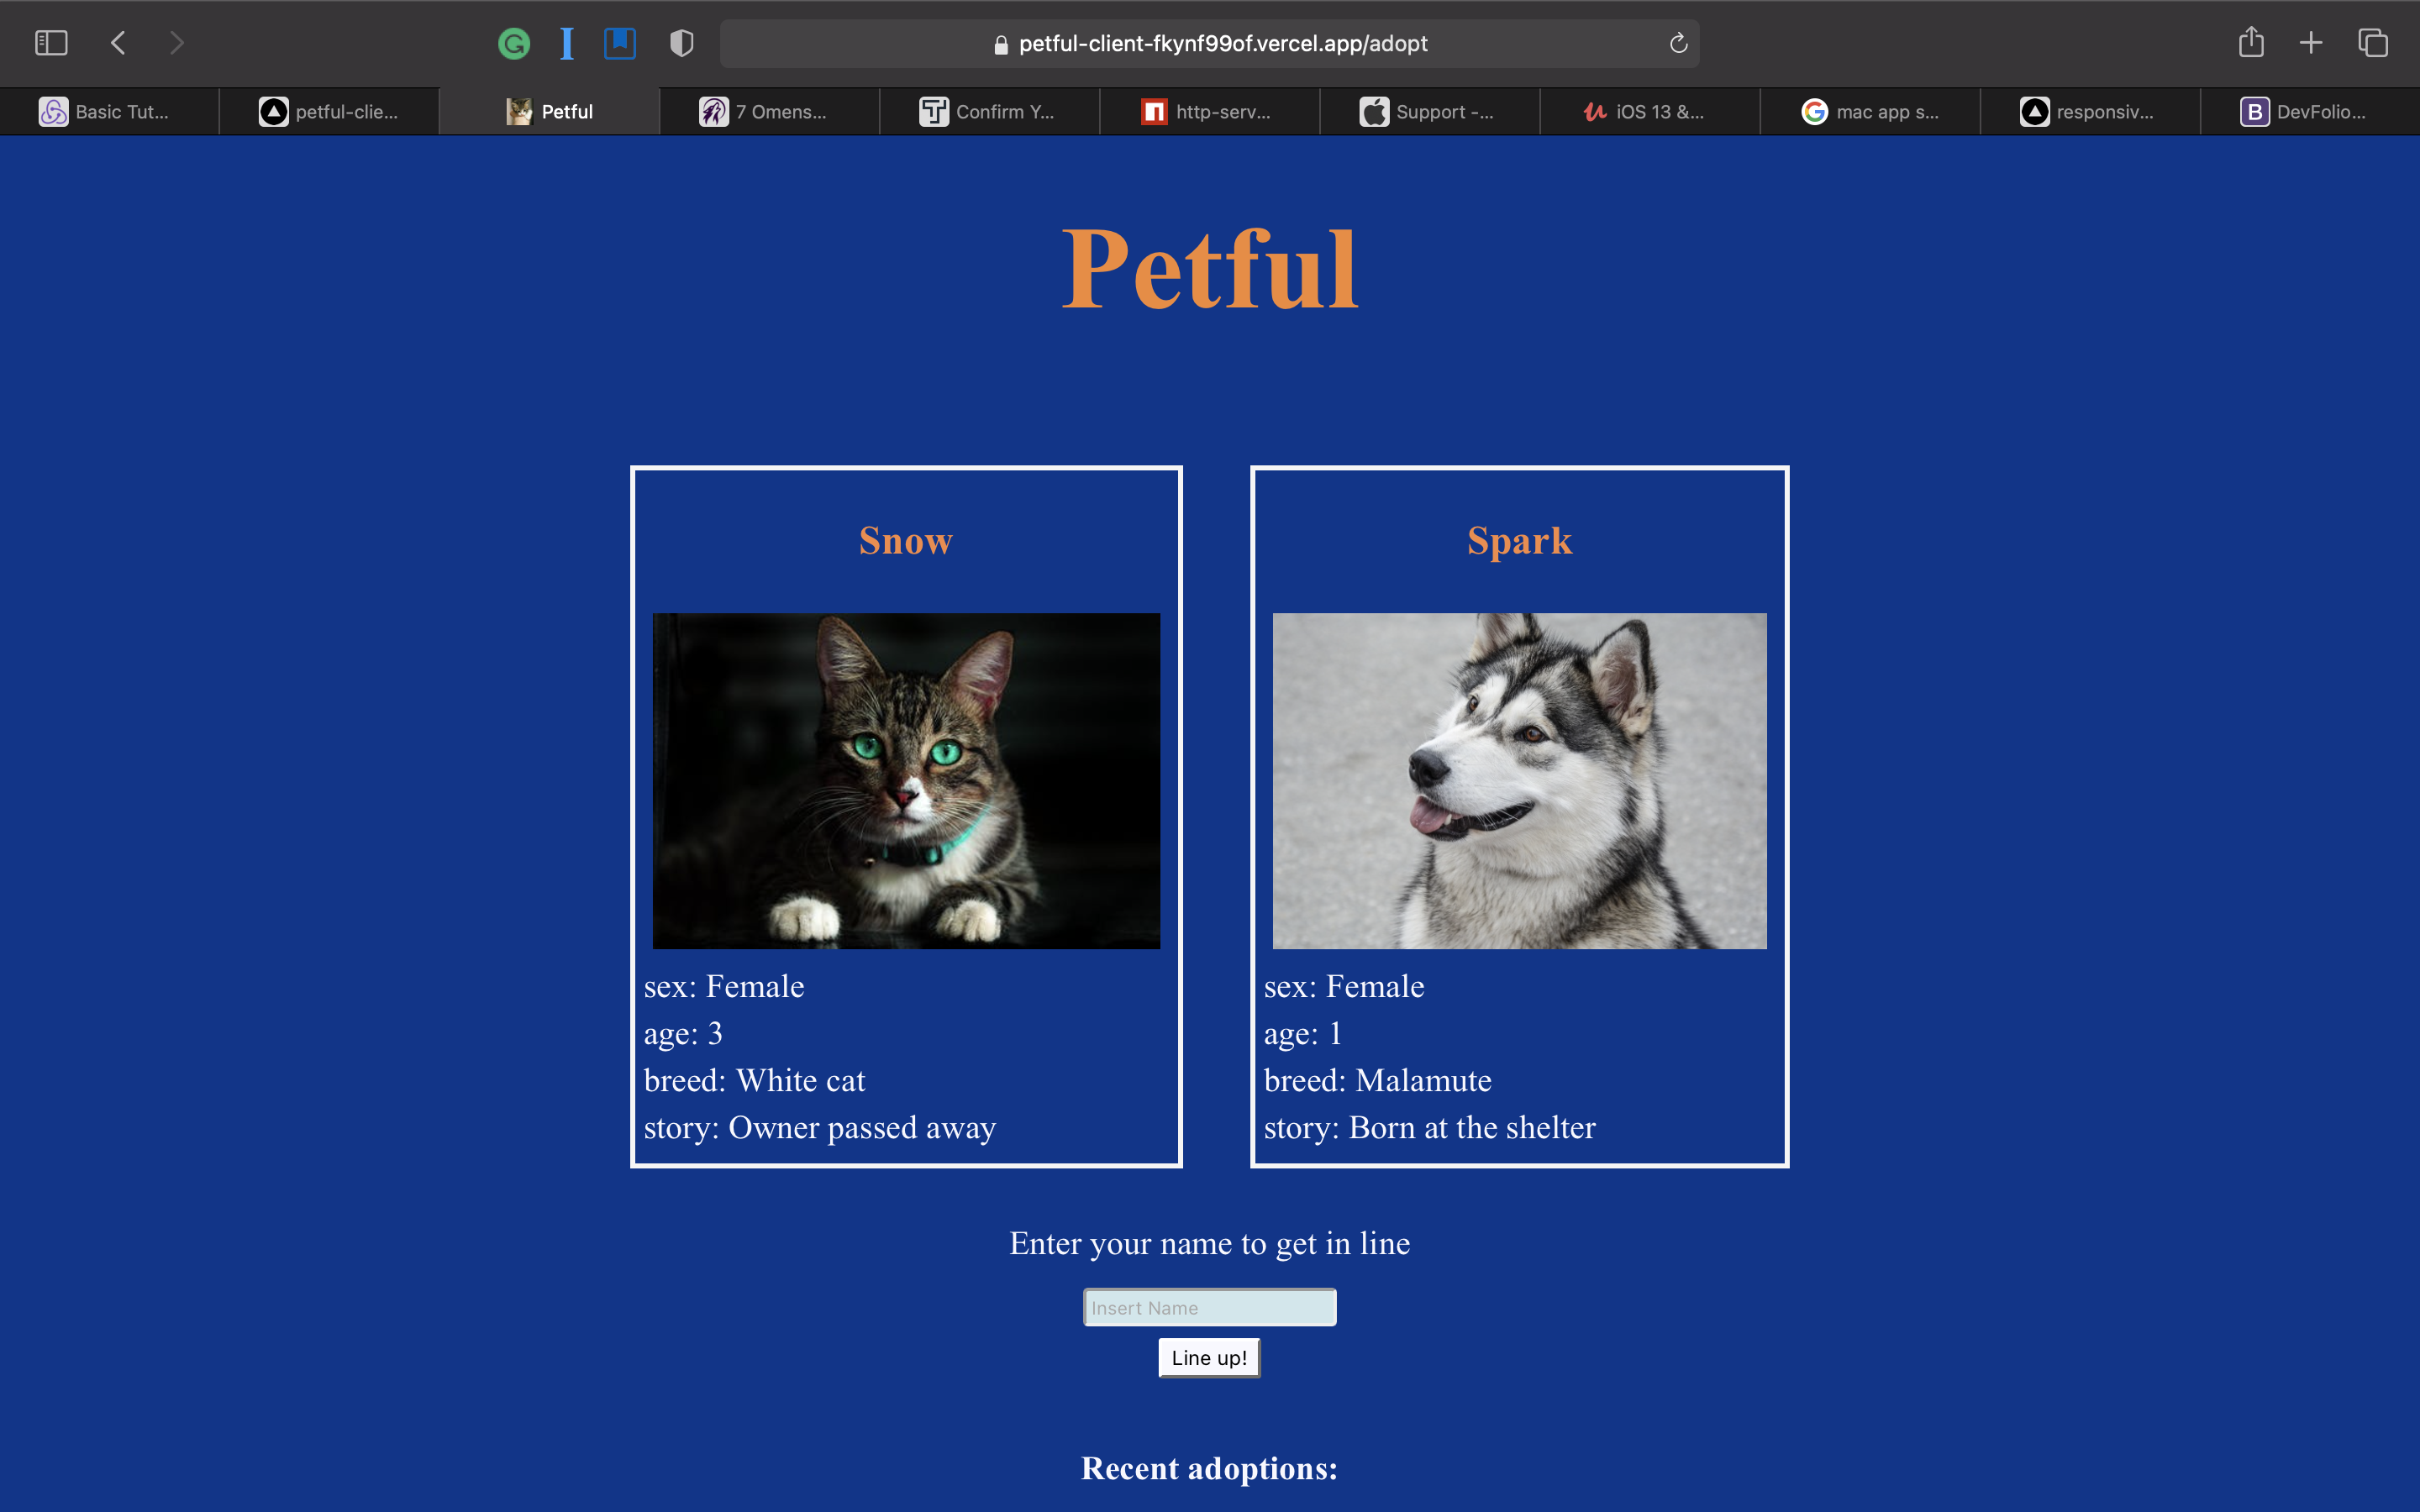 petful-client-fkynf99of.vercel.app/adopt
Basic Tut...
petful-clie...
Petful
7 Omens...
Confirm Y...
http-serv...
Support -...
iOS 13 &...
mac app s...
responsiv...
DevFolio...
Petful
Snow
sex: Female
age: 3
breed: White cat
story: Owner passed away
Spark
sex: Female
age: 1
breed: Malamute
story: Born at the shelter
Enter your name to get in line
Insert Name
Line up!
Recent adoptions: